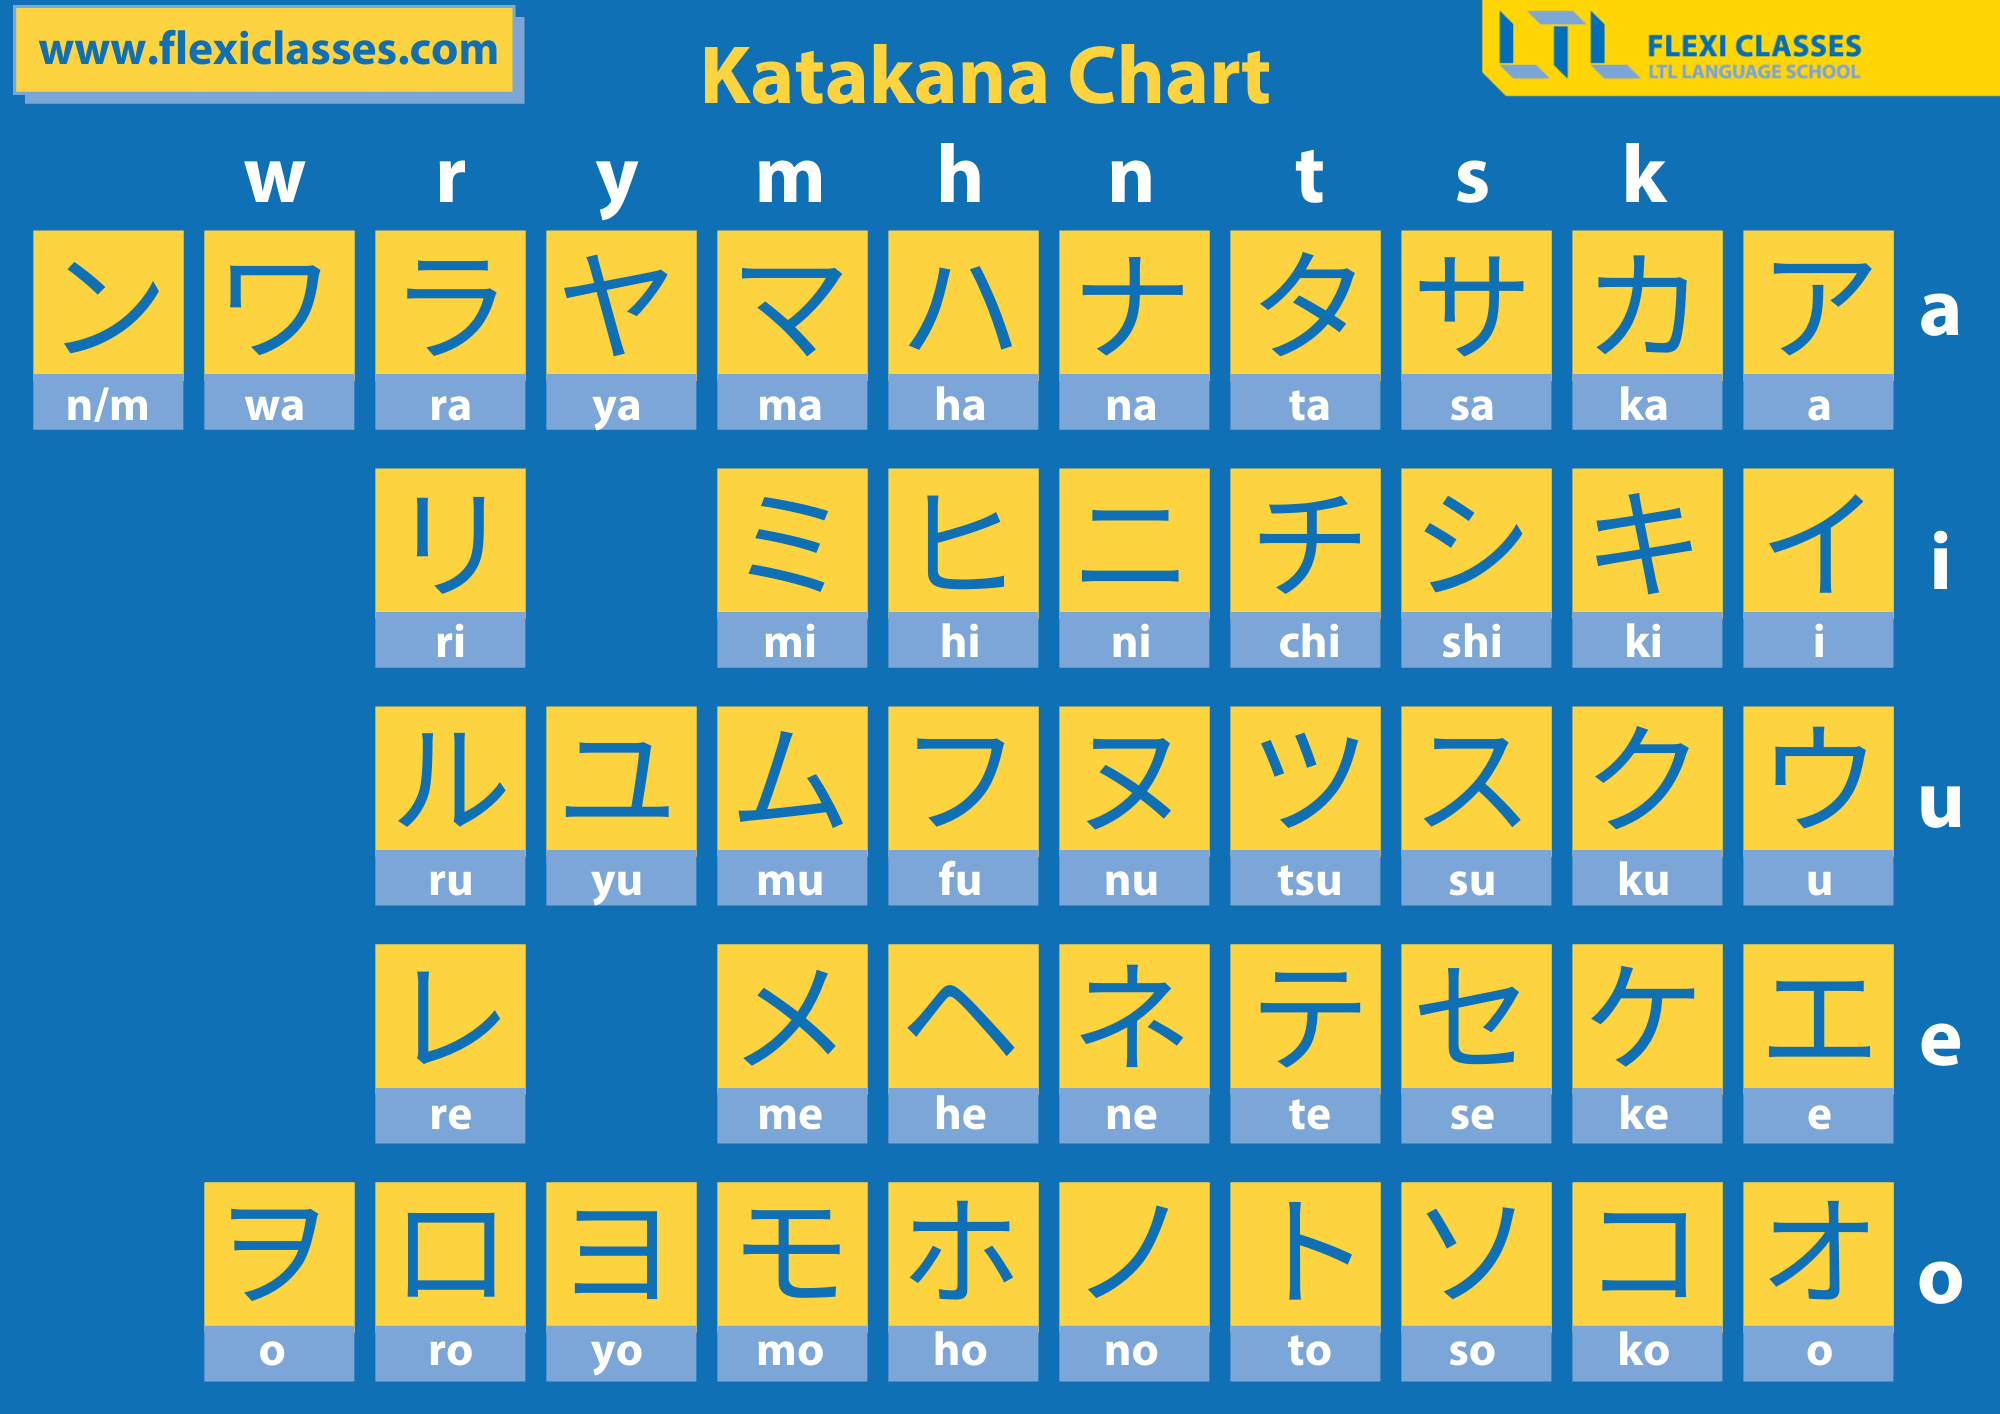 www.flexiclasses.com
Katakana Chart
FLEXI CLASSES
LTL LANGUAGE SCHOOL
w r y m h n t s k
ン ワ ラ ヤ マ ハ ナ タ サ カ ア a
n/m wa ra ya ma ha na ta sa ka a
リ ミ ヒ ニ チ シ キ イ i
ri mi hi ni chi shi ki i
ル ユ ム フ ヌ ツ ス ク ウ u
ru yu mu fu nu tsu su ku u
レ メ ヘ ネ テ セ ケ エ e
re me he ne te se ke e
ヲ ロ ヨ モ ホ ノ ト ソ コ オ o
o ro yo mo ho no to so ko o